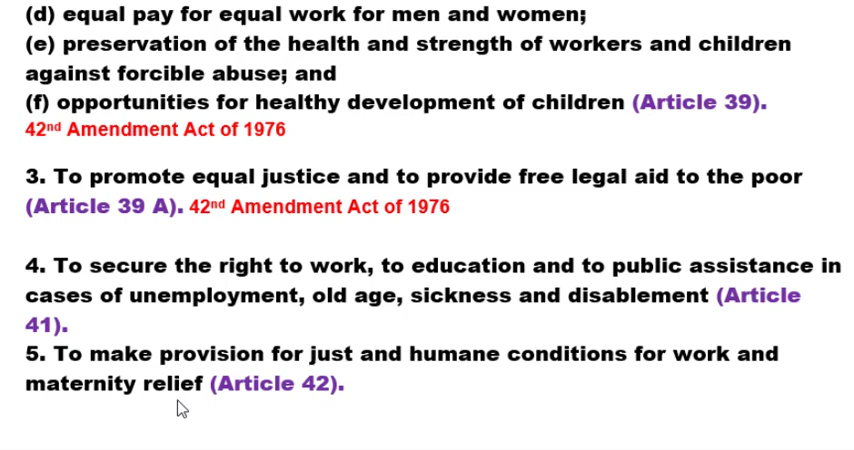 (d) equal pay for equal work for men and women;
(e) preservation of the health and strength of workers and children
against forcible abuse; and
(f) opportunities for healthy development of children (Article 39).
42nd Amendment Act of 1976
3. To promote equal justice and to provide free legal aid to the poor
(Article 39 A). 42nd Amendment Act of 1976
4. To secure the right to work, to education and to public assistance in
cases of unemployment, old age, sickness and disablement (Article
41).
5. To make provision for just and humane conditions for work and
maternity relief (Article 42).